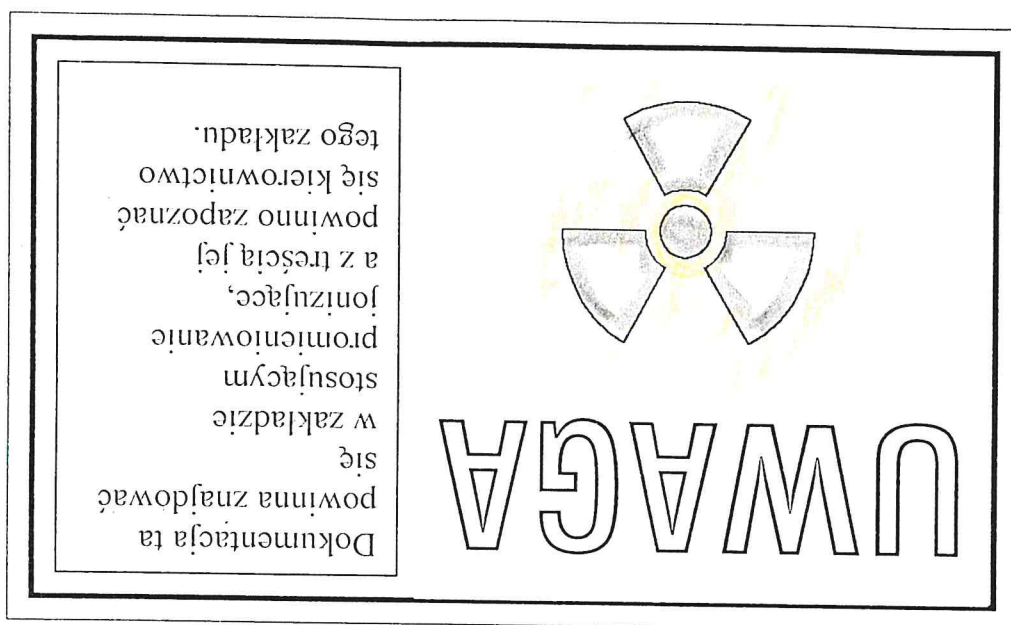 UWAGA
Dokumentacja ta
powinna znajdować
się
w zakładzie
stosującym
promieniowanie
jonizujące,
a z treścią jej
powinno zapoznać
się kierownictwo
tego zakładu.